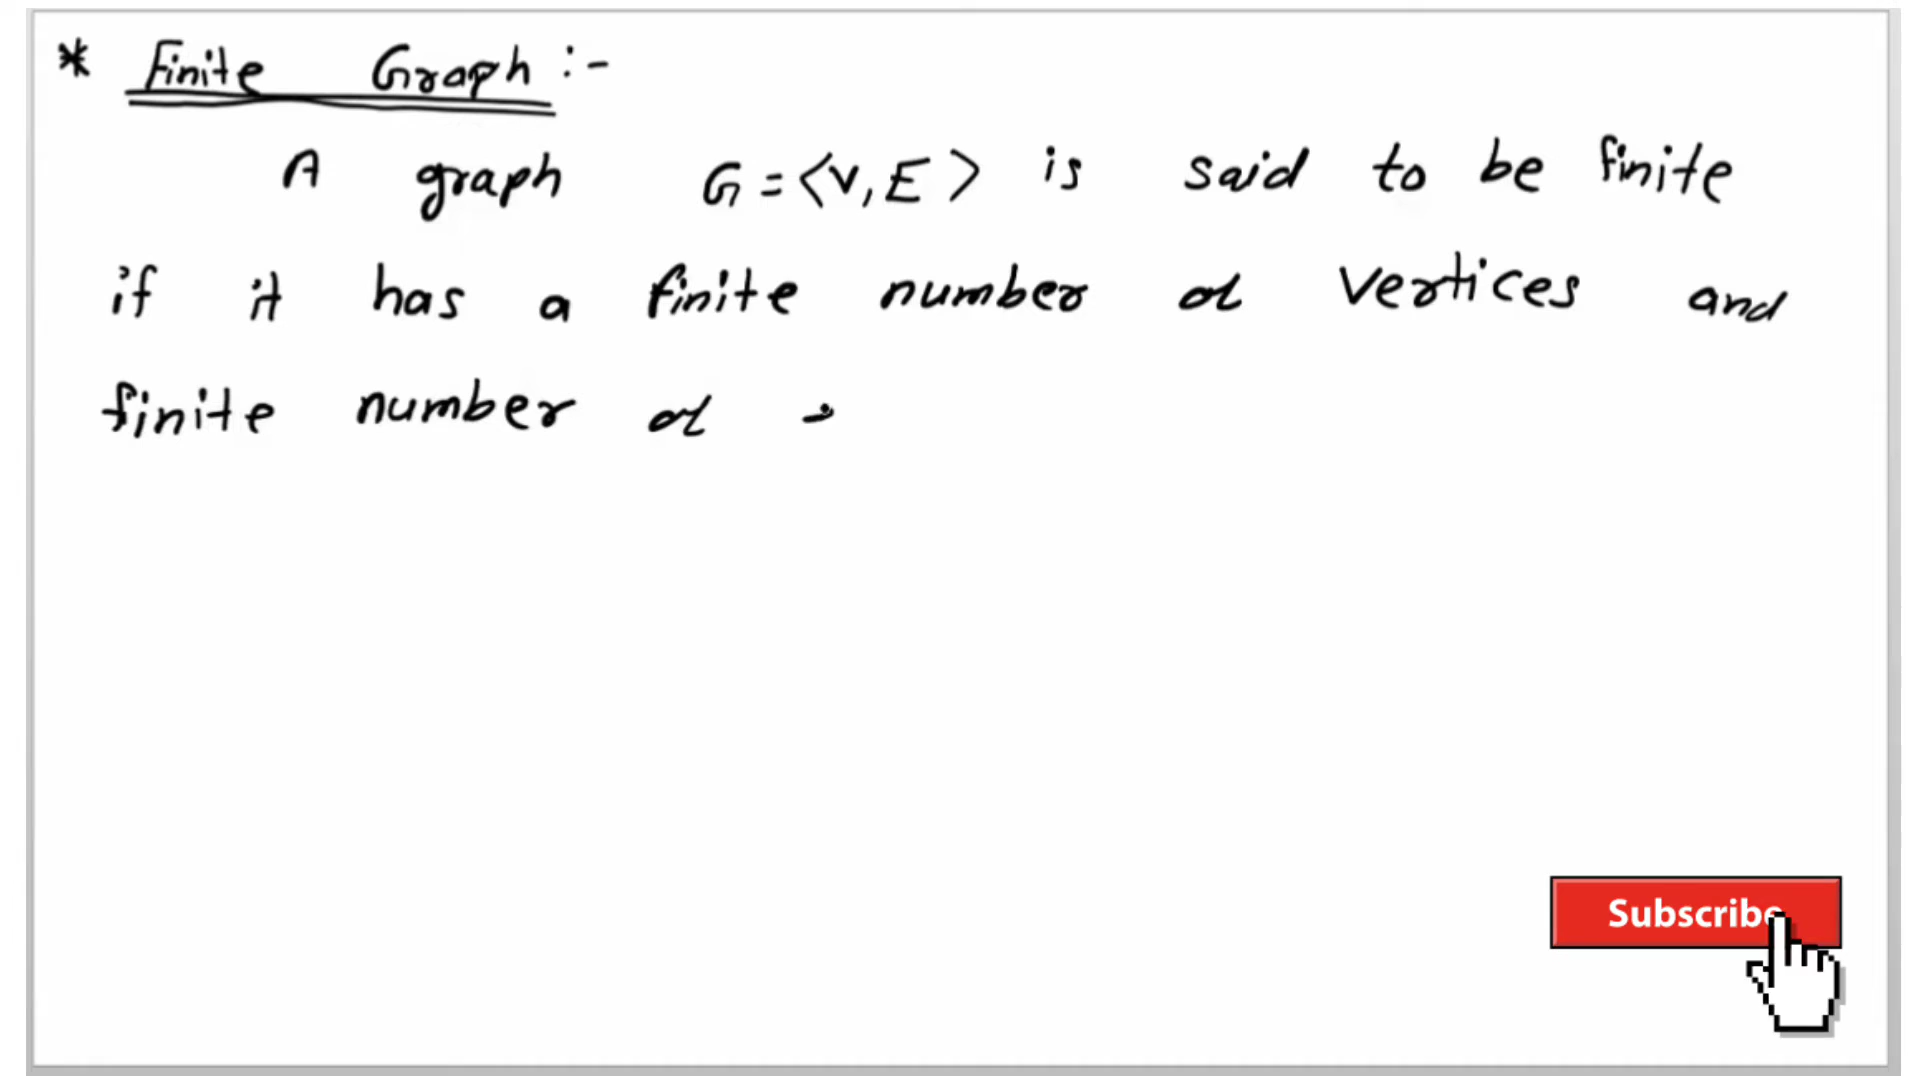 * Finite Graph :-
A graph G = <V, E> is said to be finite
if it has a finite number of vertices and
finite number of
Subscribe